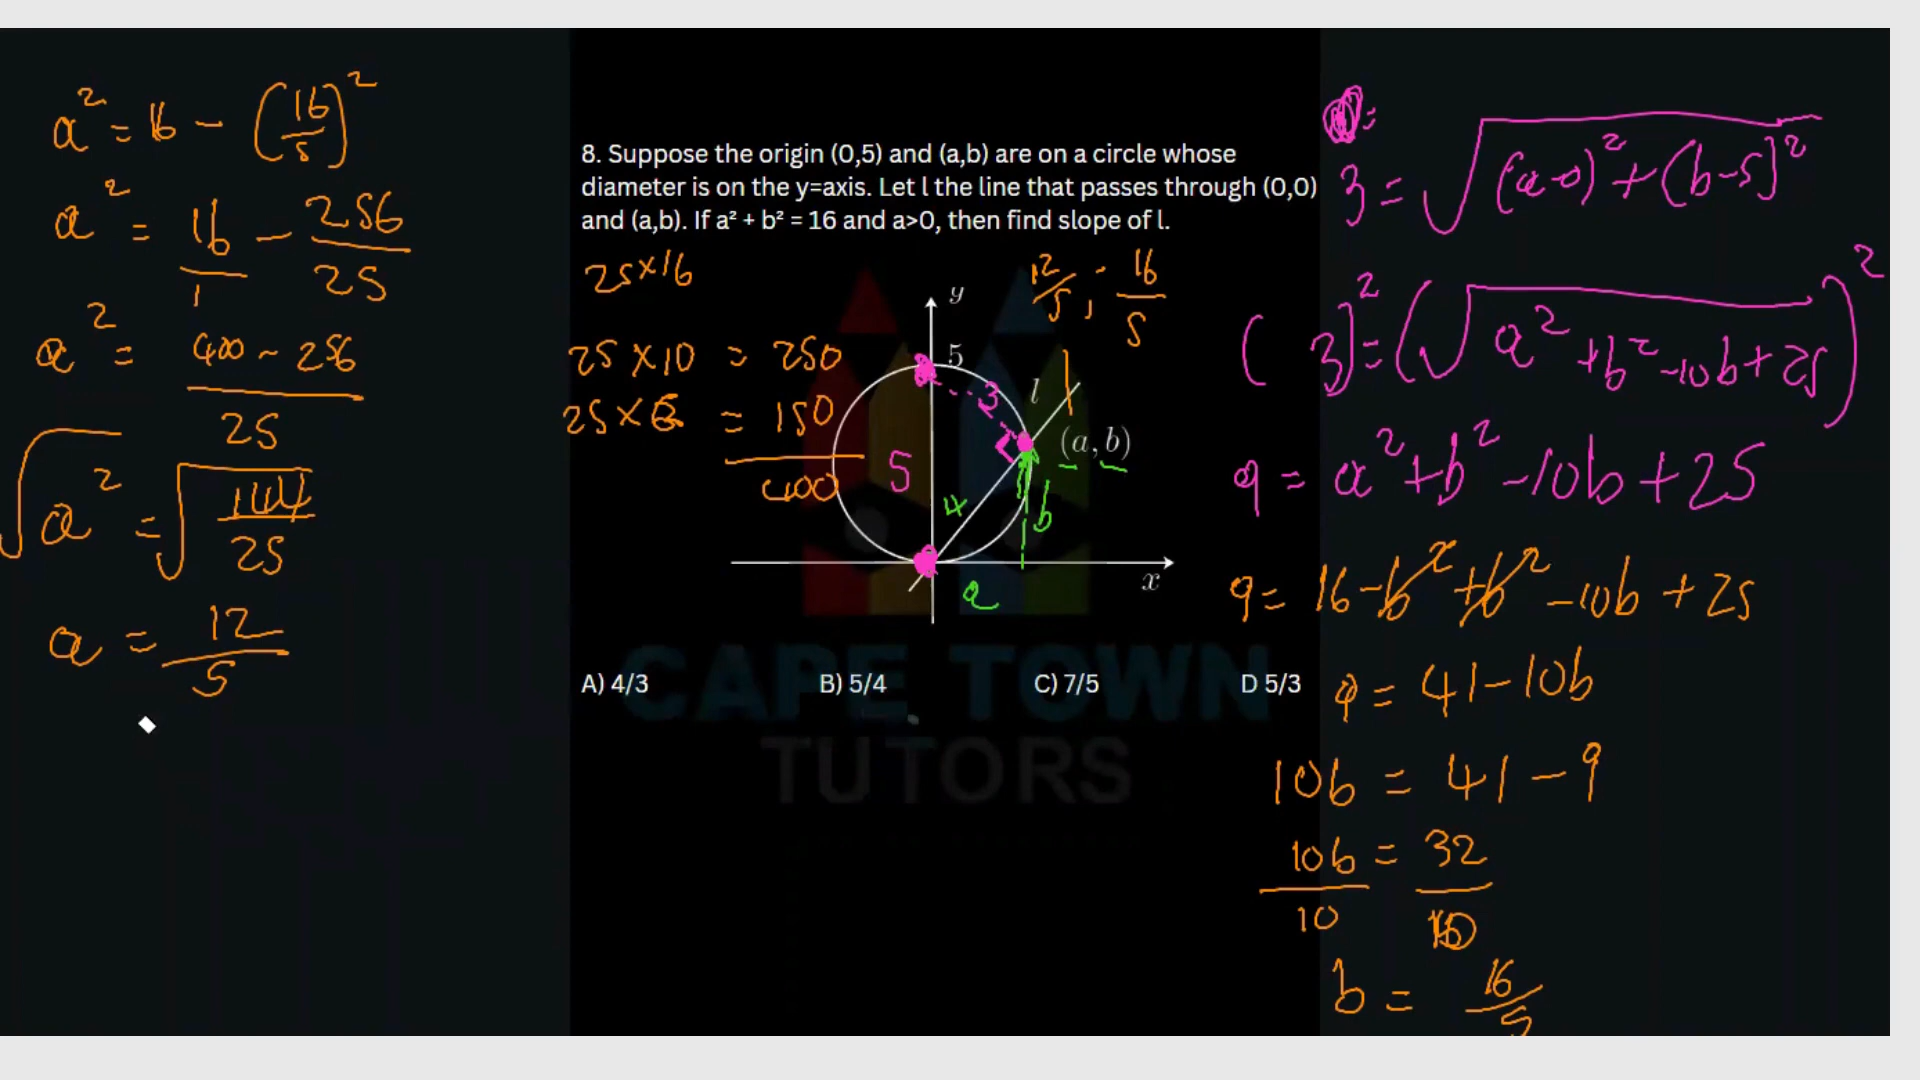 a² = 16 - (16/5)²
a² = 16/1 - 256/25
a² = 400 - 256/25
√a² = √144/25
a = 12/5
8. Suppose the origin (0,5) and (a,b) are on a circle whose
diameter is on the y=axis. Let l the line that passes through (0,0)
and (a,b). If a² + b² = 16 and a>0, then find slope of l.
25×16
25×10 = 250
25×6 = 150
400
12/5 ; 16/5
y
5
3
l
(a, b)
5
4
b
a
x
A) 4/3 B) 5/4 C) 7/5 D 5/3
CAPE TOWN
TUTORS
3 = √(a-0)² + (b-5)²
(3)² = (√a² + b² - 10b + 25)²
9 = a² + b² - 10b + 25
9 = 16 - b² + b² - 10b + 25
9 = 41 - 10b
10b = 41 - 9
10b/10 = 32/10
b = 16/5